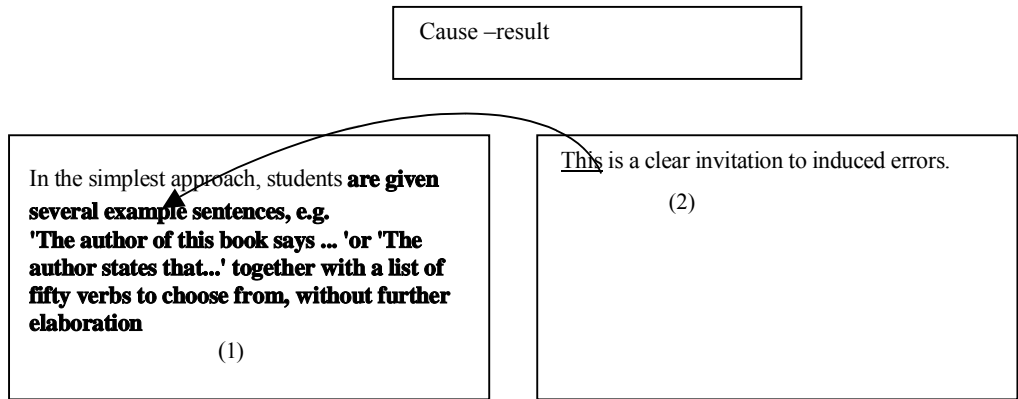 Cause –result
In the simplest approach, students are given
several example sentences, e.g.
'The author of this book says ... 'or 'The
author states that...' together with a list of
fifty verbs to choose from, without further
elaboration
(1)
This is a clear invitation to induced errors.
(2)